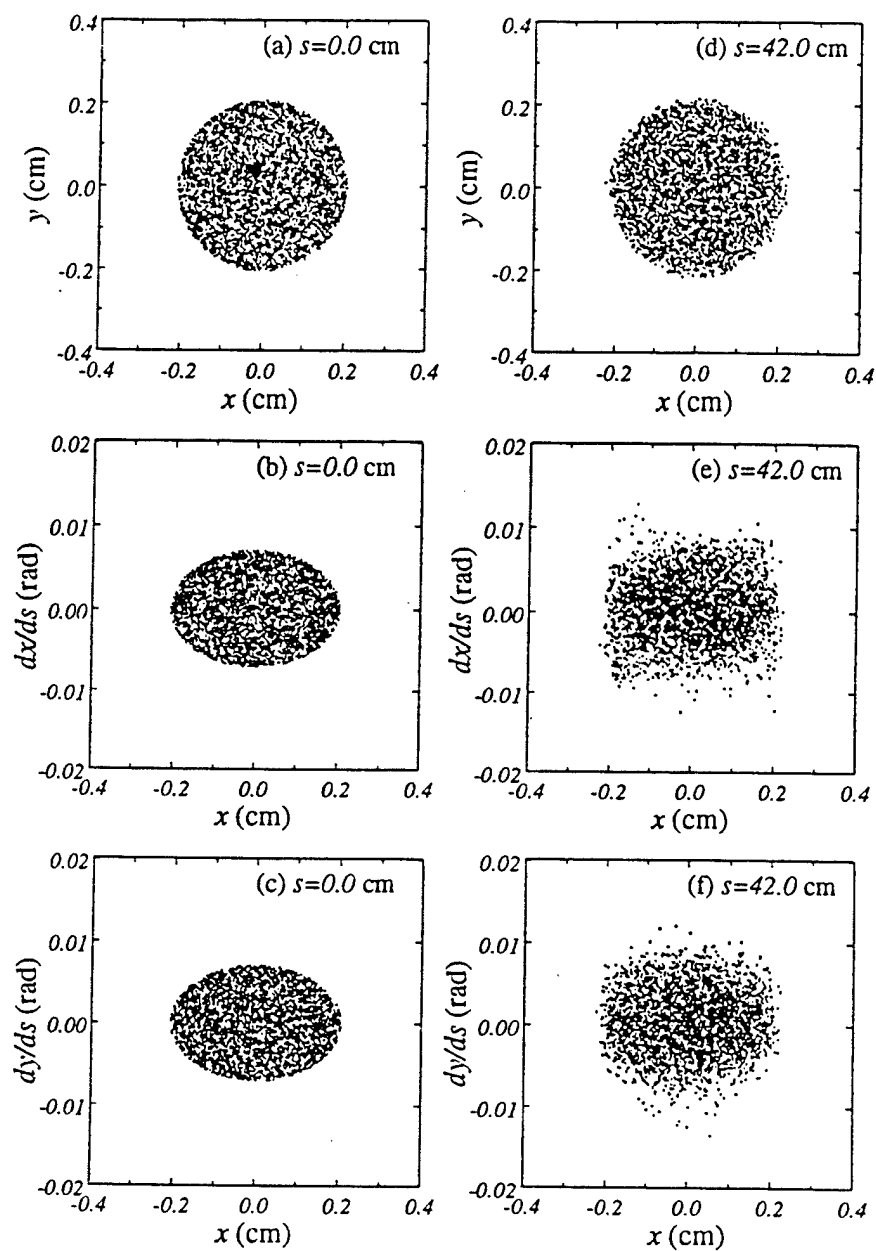 (a) s=0.0 cm
0.4
0.2
0.0
-0.2
-0.4
y (cm)
-0.4 -0.2 0.0 0.2 0.4
x (cm)
(d) s=42.0 cm
0.4
0.2
0.0
-0.2
-0.4
y (cm)
-0.4 -0.2 0.0 0.2 0.4
x (cm)
(b) s=0.0 cm
0.02
0.01
0.00
-0.01
-0.02
dx/ds (rad)
-0.4 -0.2 0.0 0.2 0.4
x (cm)
(e) s=42.0 cm
0.02
0.01
0.00
-0.01
-0.02
dx/ds (rad)
-0.4 -0.2 0.0 0.2 0.4
x (cm)
(c) s=0.0 cm
0.02
0.01
0.00
-0.01
-0.02
dy/ds (rad)
-0.4 -0.2 0.0 0.2 0.4
x (cm)
(f) s=42.0 cm
0.02
0.01
0.00
-0.01
-0.02
dy/ds (rad)
-0.4 -0.2 0.0 0.2 0.4
x (cm)